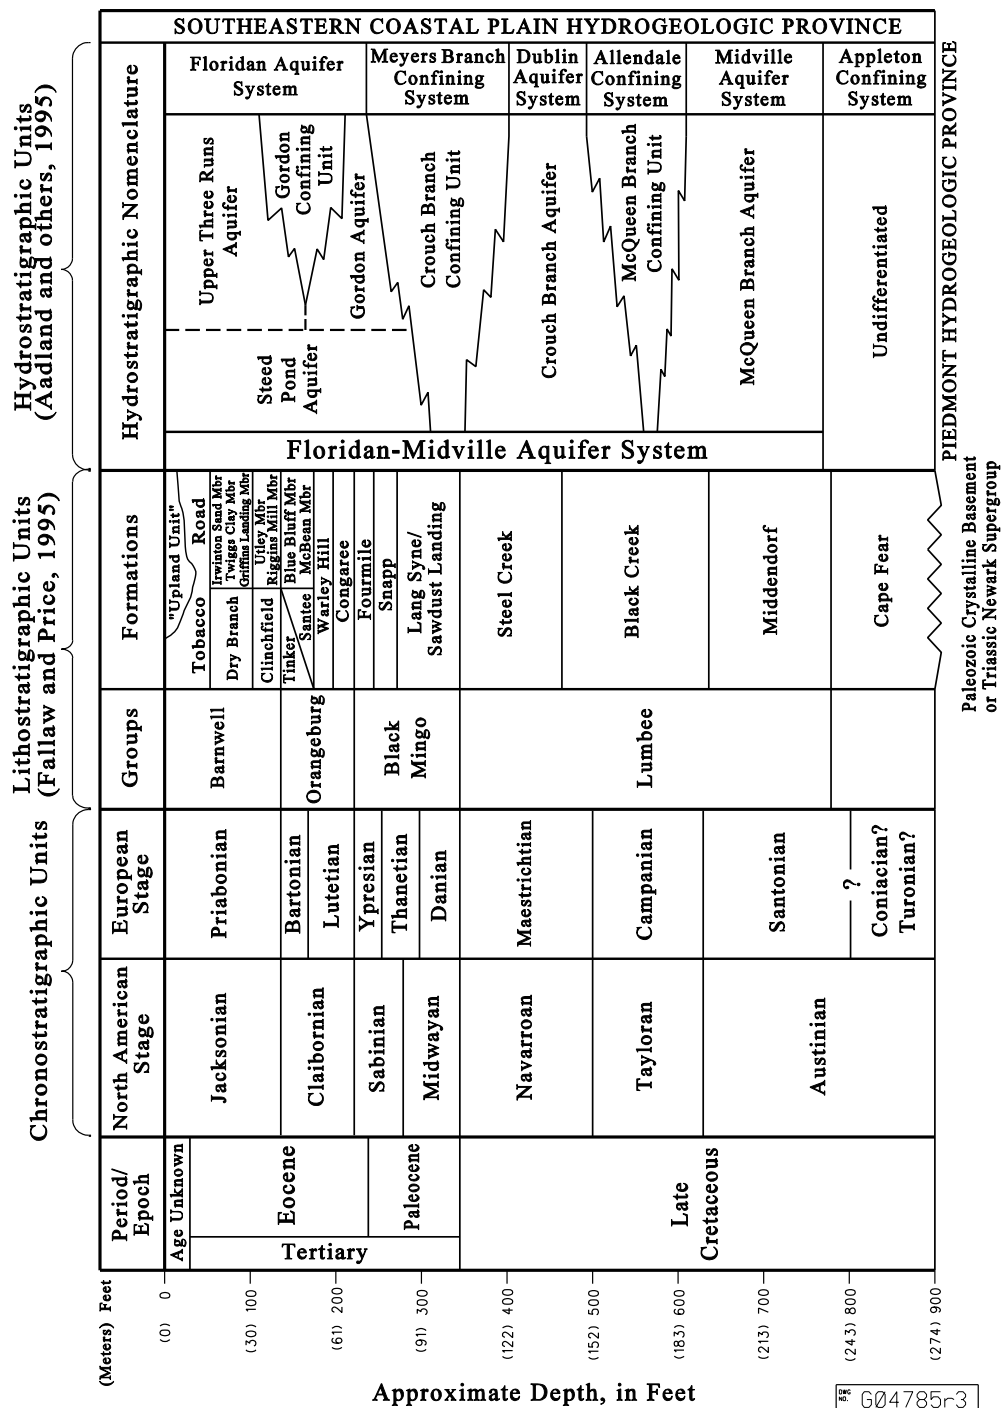 SOUTHEASTERN COASTAL PLAIN HYDROGEOLOGIC PROVINCE
Hydrostratigraphic Units
(Aadland and others, 1995)
Hydrostratigraphic Nomenclature
Floridan Aquifer
System
Meyers Branch
Confining
System
Dublin
Aquifer
System
Allendale
Confining
System
Midville
Aquifer
System
Appleton
Confining
System
Upper Three Runs
Aquifer
Gordon
Confining
Unit
Gordon Aquifer
Steed
Pond
Aquifer
Crouch Branch
Confining Unit
Crouch Branch Aquifer
McQueen Branch
Confining Unit
McQueen Branch Aquifer
Undifferentiated
PIEDMONT HYDROGEOLOGIC PROVINCE
Floridan-Midville Aquifer System
Lithostratigraphic Units
(Fallaw and Price, 1995)
Formations
"Upland Unit"
Tobacco Road
Irwinton Sand Mbr
Twiggs Clay Mbr
Griffins Landing Mbr
Dry Branch
Utley Mbr
Riggins Mill Mbr
Clinchfield
Blue Bluff Mbr
McBean Mbr
Tinker
Santee
Warley Hill
Congaree
Fourmile
Snapp
Lang Syne/
Sawdust Landing
Steel Creek
Black Creek
Middendorf
Cape Fear
Paleozoic Crystalline Basement
or Triassic Newark Supergroup
Groups
Barnwell
Orangeburg
Black
Mingo
Lumbee
Chronostratigraphic Units
European
Stage
Priabonian
Bartonian
Lutetian
Ypresian
Thanetian
Danian
Maestrichtian
Campanian
Santonian
?
Coniacian?
Turonian?
North American
Stage
Jacksonian
Claibornian
Sabinian
Midwayan
Navarroan
Tayloran
Austinian
Period/
Epoch
Age Unknown
Eocene
Paleocene
Tertiary
Late
Cretaceous
(Meters) Feet
(0) 0
(30) 100
(61) 200
(91) 300
(122) 400
(152) 500
(183) 600
(213) 700
(243) 800
(274) 900
Approximate Depth, in Feet
DWG NO. G04785r3